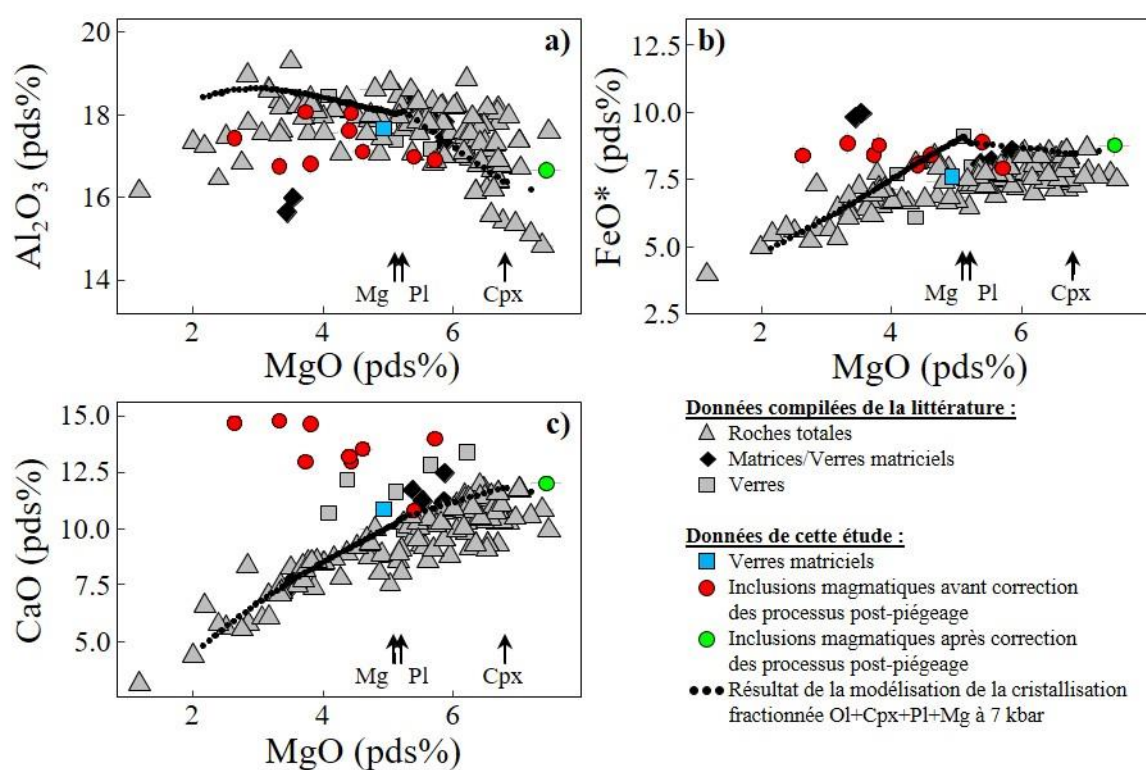 a)
20
18
16
14
Al2O3 (pds%)
Mg Pl Cpx
2 4 6
MgO (pds%)
b)
12.5
10.0
7.5
5.0
2.5
FeO* (pds%)
Mg Pl Cpx
2 4 6
MgO (pds%)
c)
15.0
12.5
10.0
7.5
5.0
CaO (pds%)
Mg Pl Cpx
2 4 6
MgO (pds%)
Données compilées de la littérature :
Roches totales
Matrices/Verres matriciels
Verres
Données de cette étude :
Verres matriciels
Inclusions magmatiques avant correction
des processus post-piégeage
Inclusions magmatiques après correction
des processus post-piégeage
Résultat de la modélisation de la cristallisation
fractionnée Ol+Cpx+Pl+Mg à 7 kbar